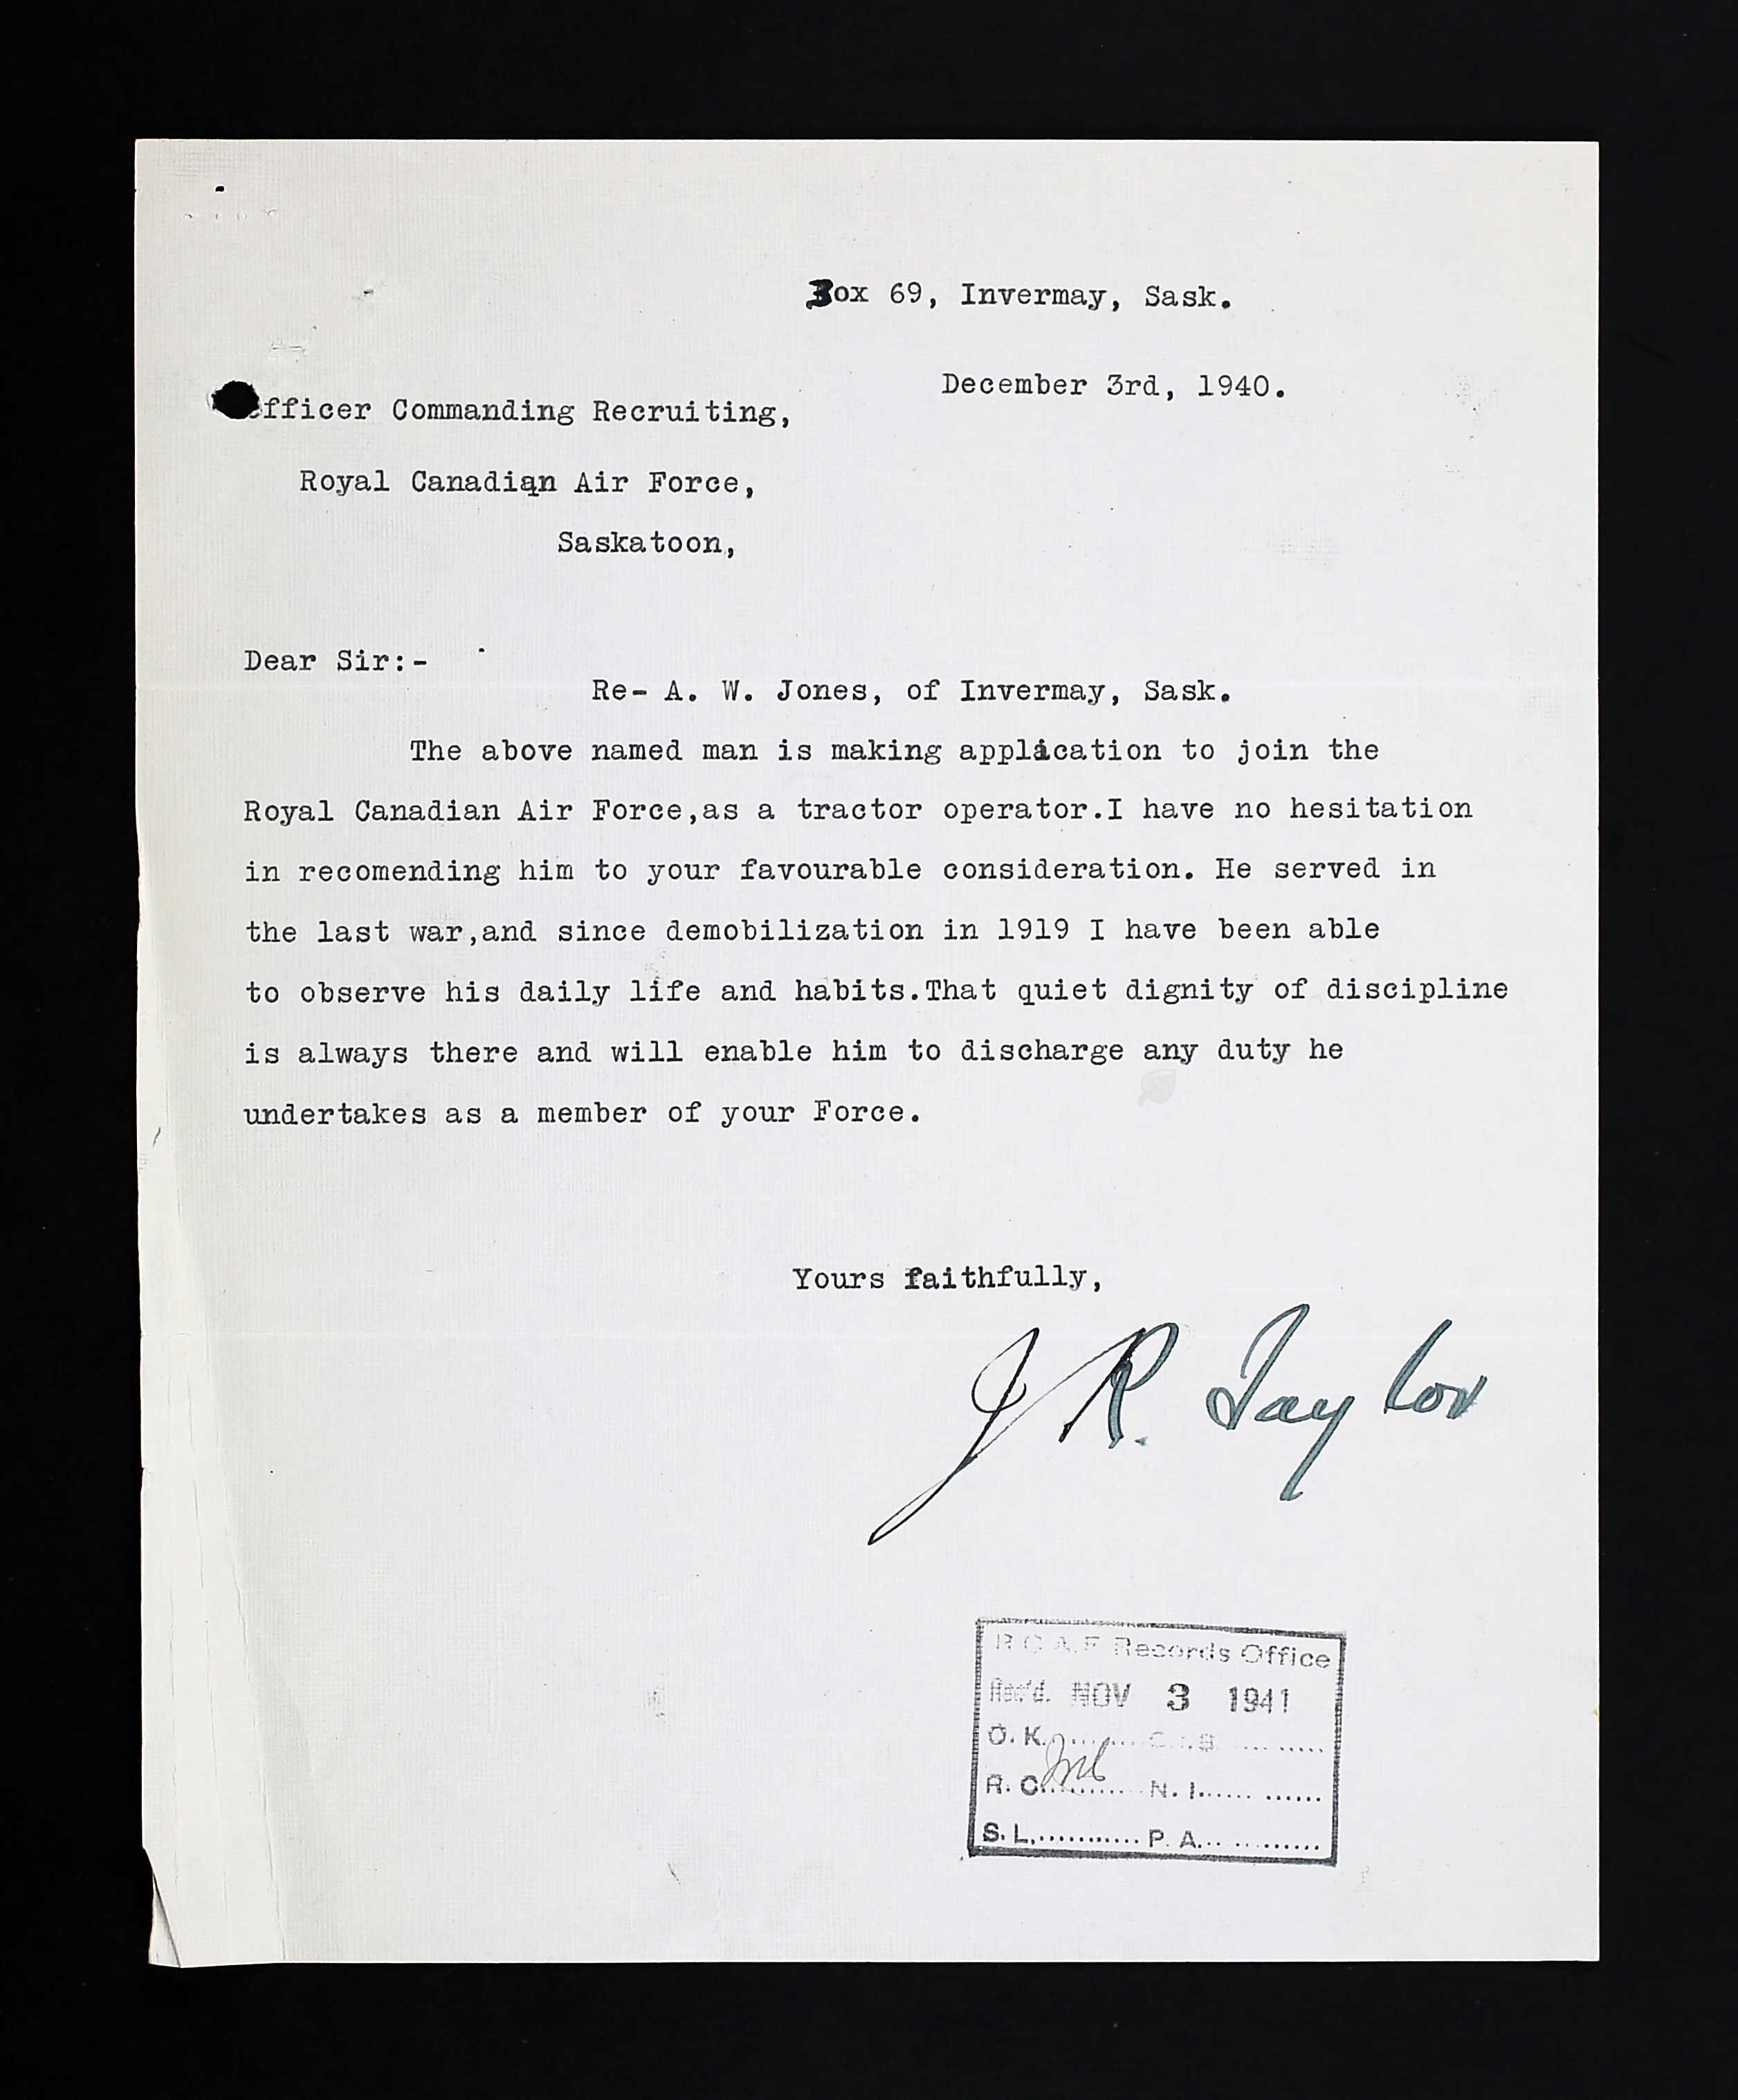 Box 69, Invermay, Sask.
December 3rd, 1940.
Officer Commanding Recruiting,
Royal Canadian Air Force,
Saskatoon,
Dear Sir:-
Re- A. W. Jones, of Invermay, Sask.
The above named man is making application to join the
Royal Canadian Air Force,as a tractor operator.I have no hesitation
in recomending him to your favourable consideration. He served in
the last war,and since demobilization in 1919 I have been able
to observe his daily life and habits.That quiet dignity of discipline
is always there and will enable him to discharge any duty he
undertakes as a member of your Force.
Yours faithfully,
J R. Taylor
R.C.A.F Records Office
Rec'd. NOV 3 1941
O. K.
R. C. N. I.
S. L. P. A.